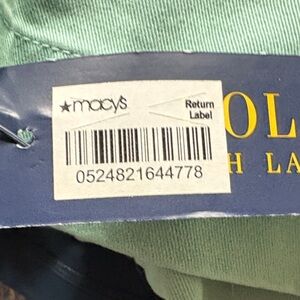 ★macy's
Return
Label
OL
H LA
0524821644778